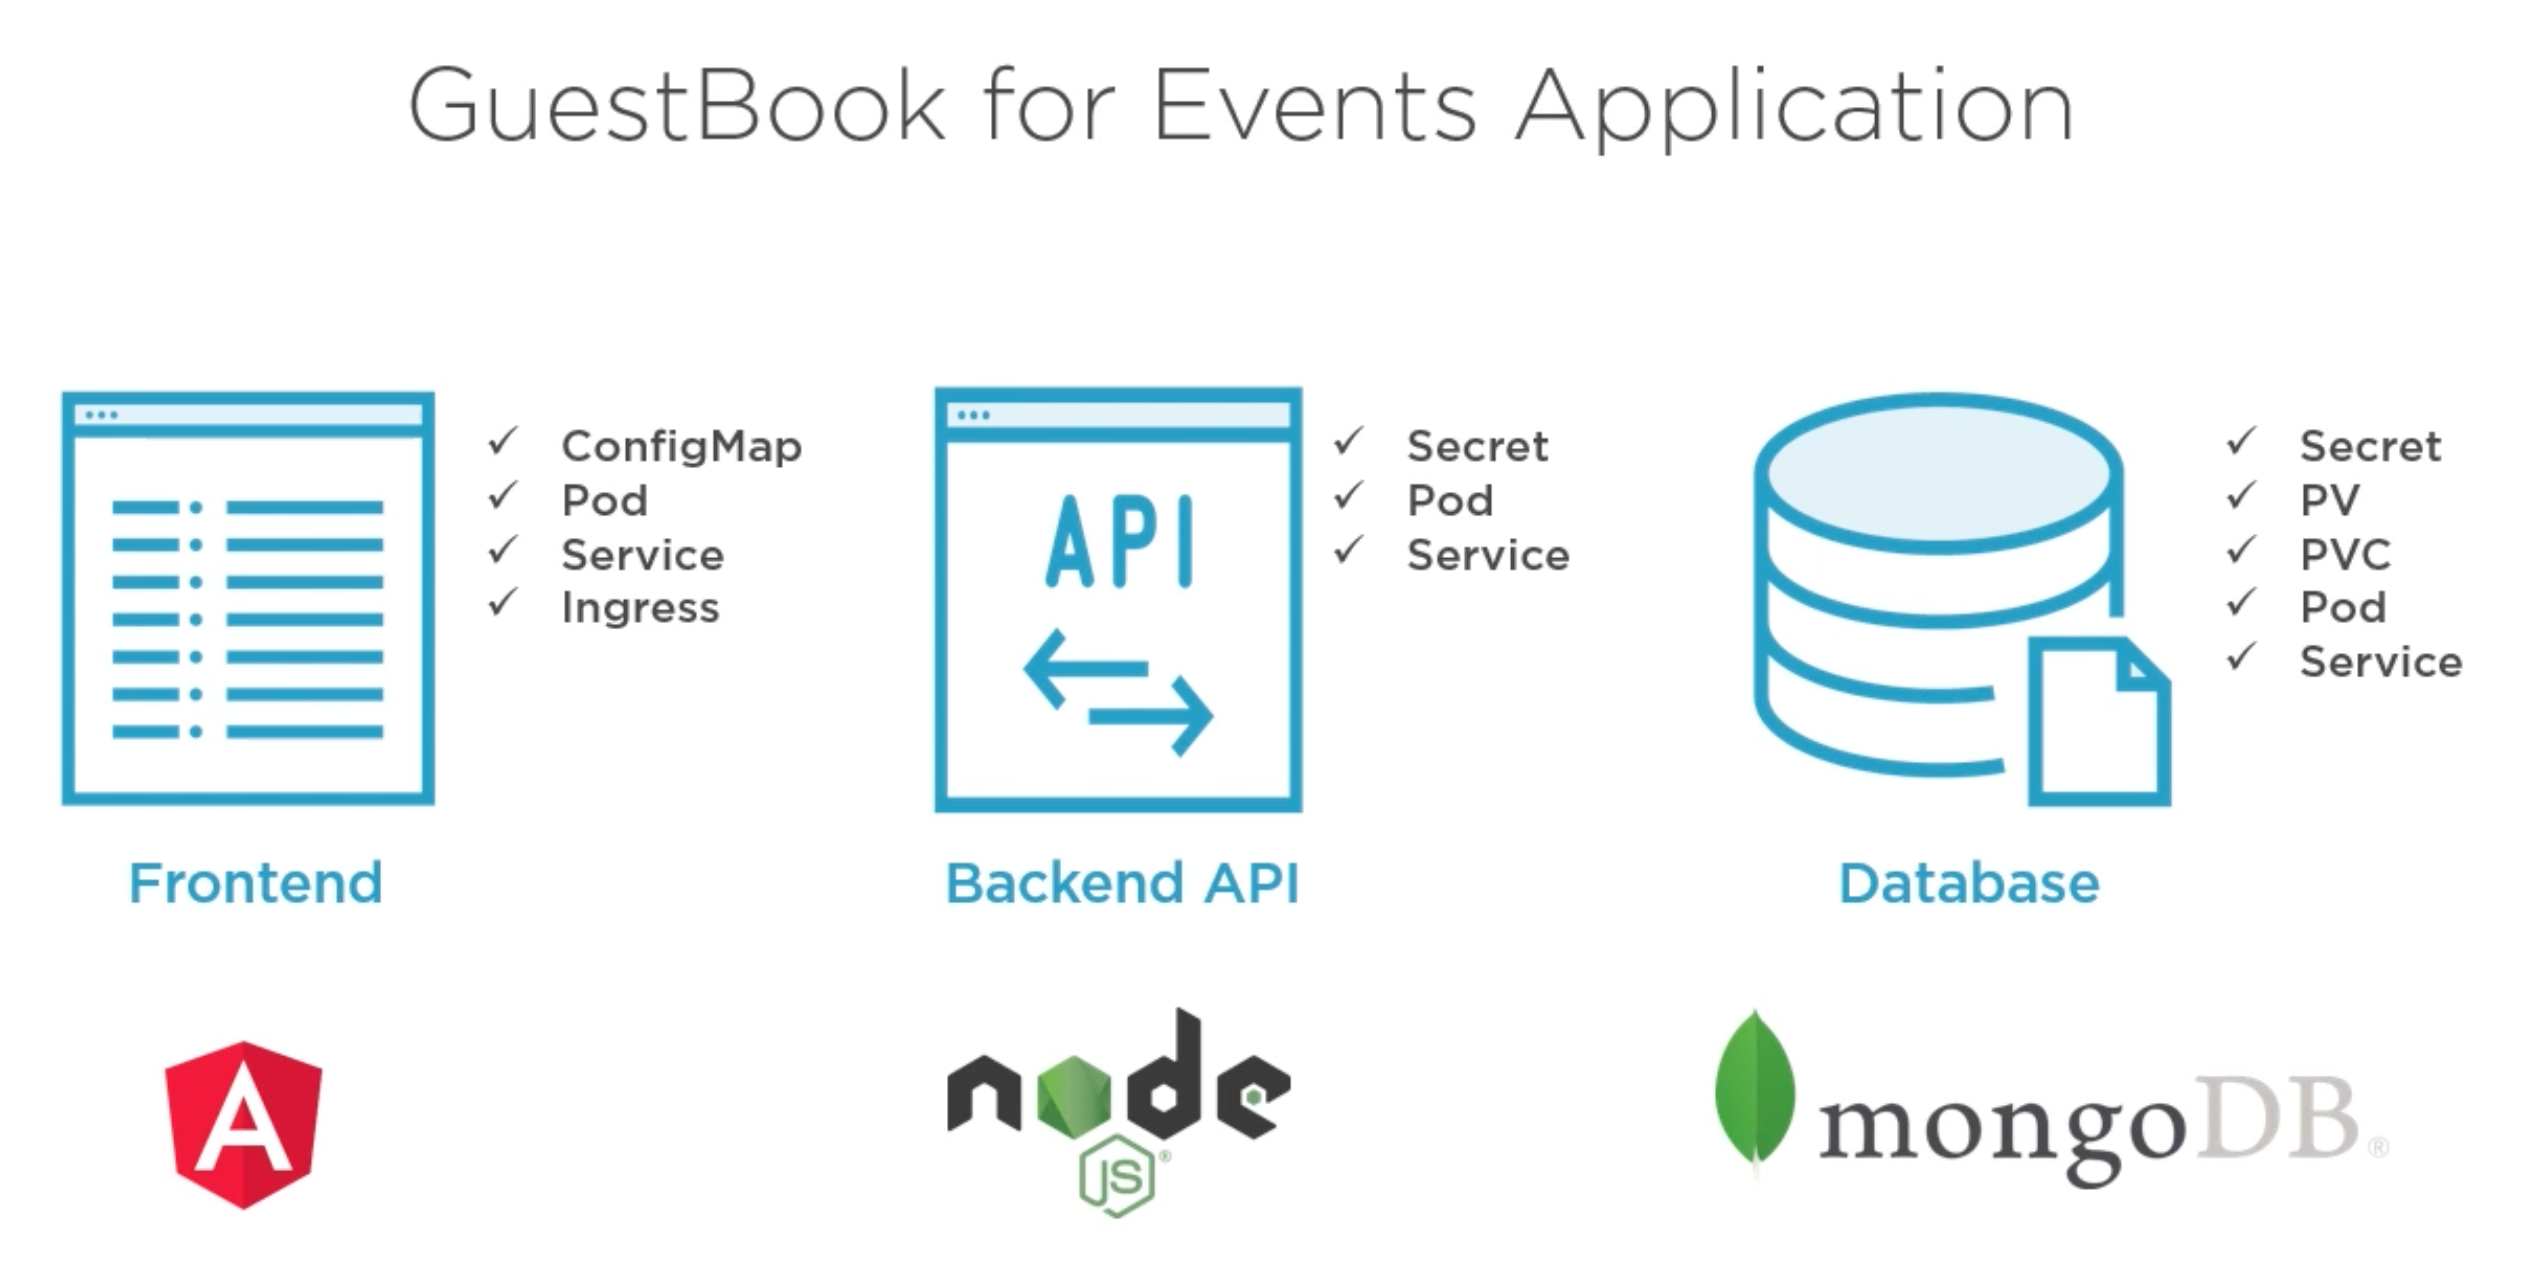 GuestBook for Events Application
✓ ConfigMap
✓ Pod
✓ Service
✓ Ingress
Frontend
A
API
✓ Secret
✓ Pod
✓ Service
Backend API
node
JS®
✓ Secret
✓ PV
✓ PVC
✓ Pod
✓ Service
Database
mongoDB®